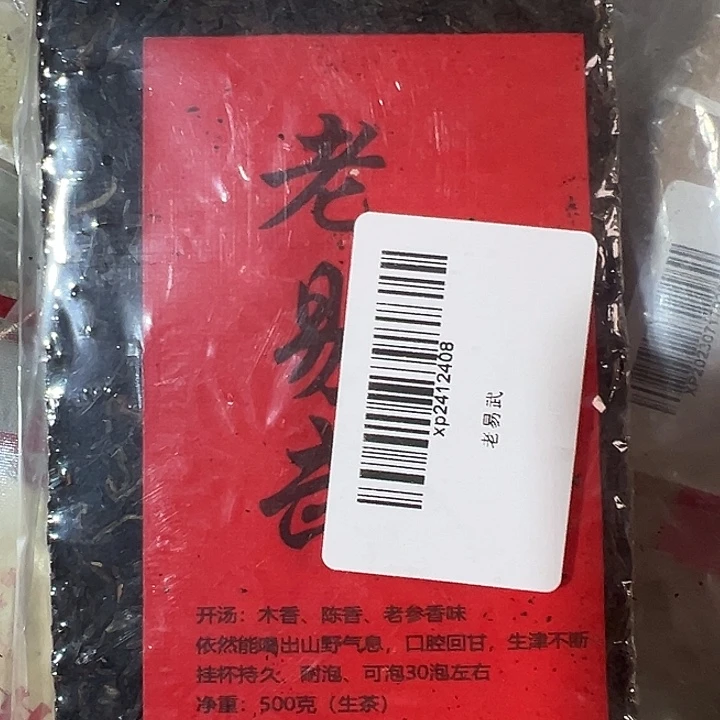 老易
xp2412408
老易武
开汤：木香、陈香、老参香味
依然能喝出山野气息，口腔回甘，生津不断
挂杯持久、耐泡、可泡30泡左右
净重：500克（生茶）